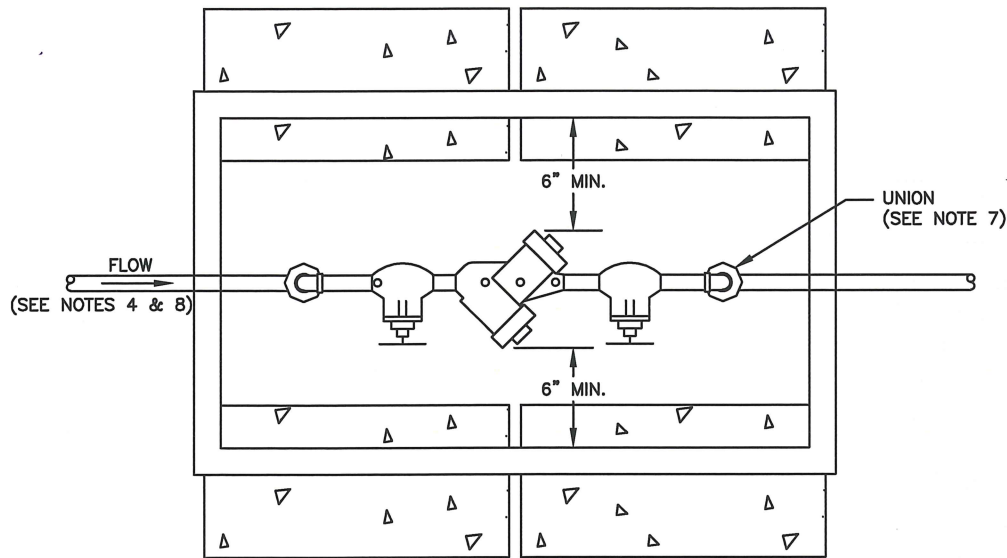 6" MIN.
UNION
(SEE NOTE 7)
FLOW
(SEE NOTES 4 & 8)
6" MIN.